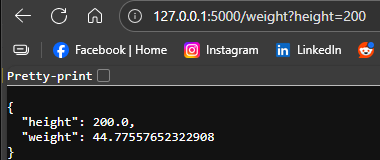 127.0.0.1:5000/weight?height=200
Facebook | Home Instagram LinkedIn
Pretty-print
{
  "height": 200.0,
  "weight": 44.77557652322908
}